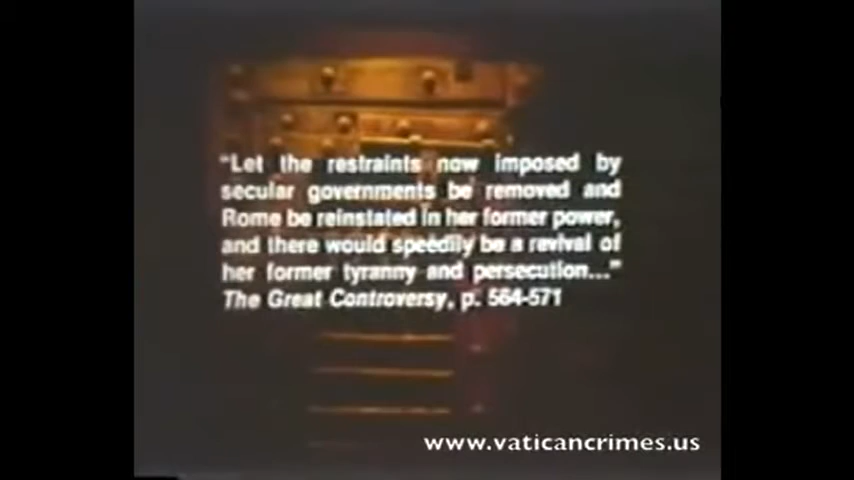 "Let the restraints now imposed by
secular governments be removed and
Rome be reinstated in her former power,
and there would speedily be a revival of
her former tyranny and persecution..."
The Great Controversy, p. 564-571
www.vaticancrimes.us